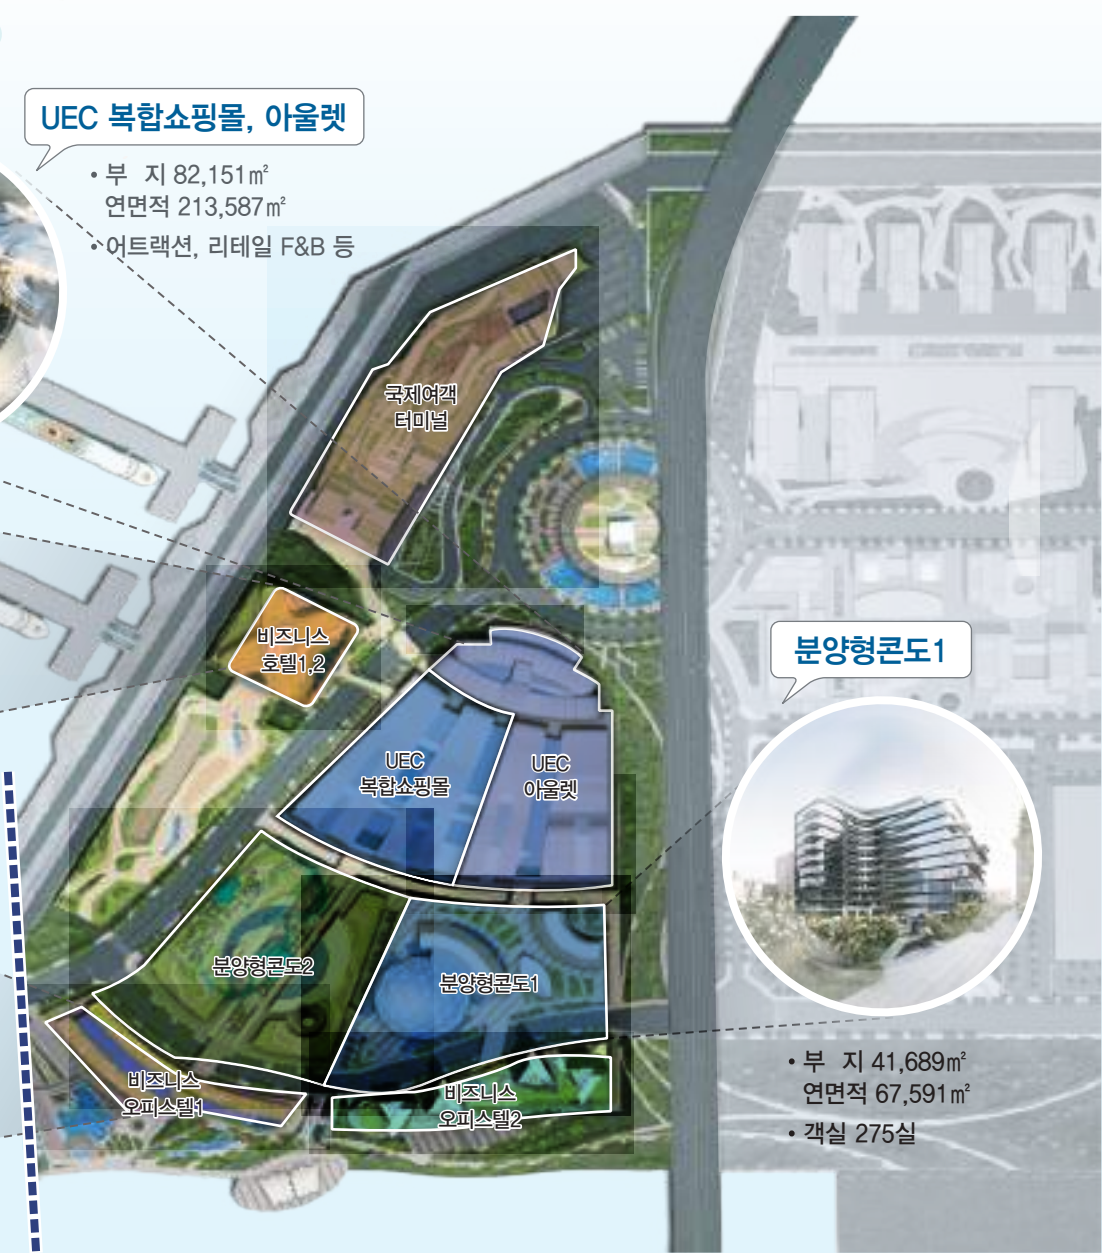 UEC 복합쇼핑몰, 아울렛
• 부 지 82,151㎡
연면적 213,587㎡
• 어트랙션, 리테일 F&B 등
국제여객
터미널
비즈니스
호텔1,2
UEC
복합쇼핑몰
UEC
아울렛
분양형콘도1
분양형콘도2
분양형콘도1
비즈니스
오피스텔1
비즈니스
오피스텔2
• 부 지 41,689㎡
연면적 67,591㎡
• 객실 275실